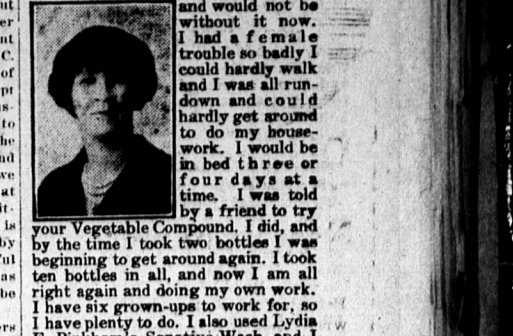 and would not be
without it now.
I had a female
trouble so badly I
could hardly walk
and I was all run-
down and could
hardly get around
to do my house-
work. I would be
in bed three or
four days at a
time. I was told
by a friend to try
your Vegetable Compound. I did, and
by the time I took two bottles I was
beginning to get around again. I took
ten bottles in all, and now I am all
right again and doing my own work.
I have six grown-ups to work for, so
I have plenty to do. I also used Lydia